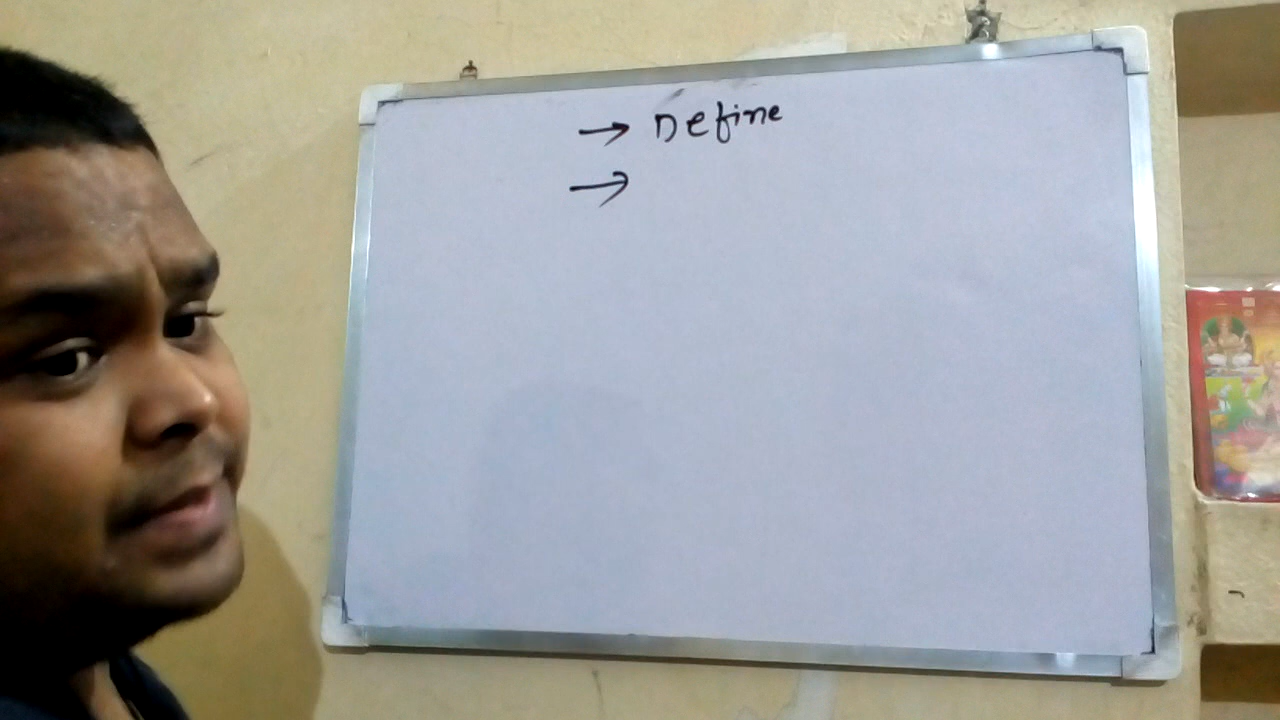 → Define
→